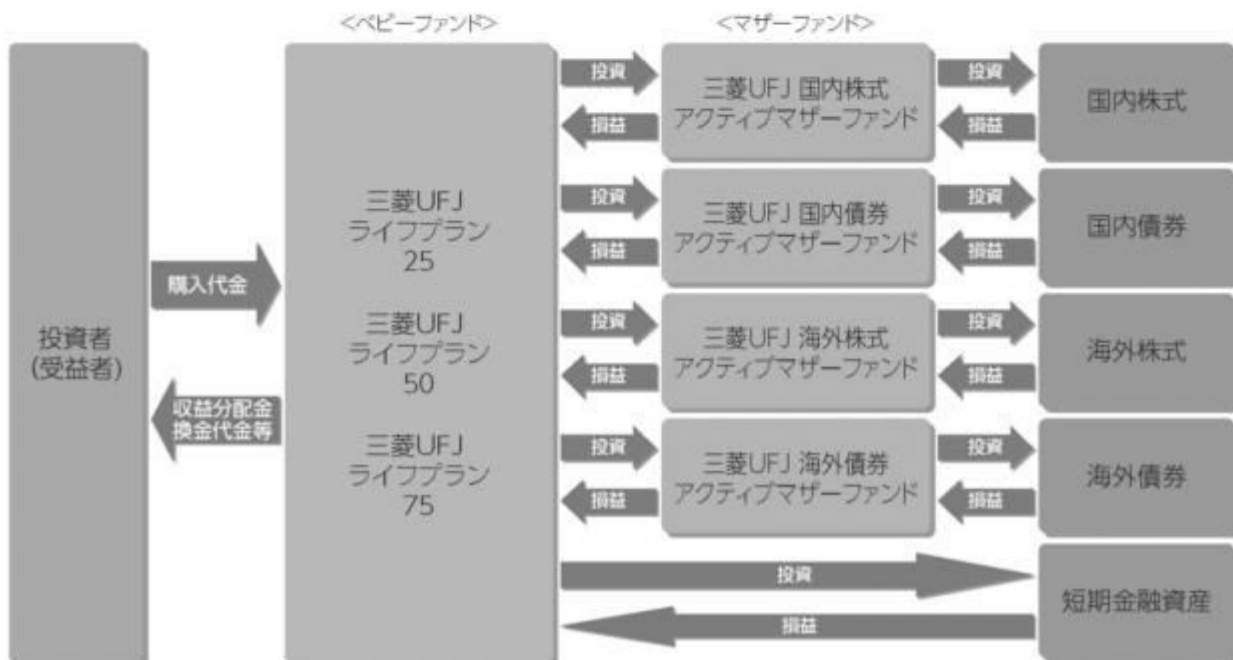 <ベビーファンド>
<マザーファンド>
投資者
(受益者)
購入代金
収益分配金
換金代金等
三菱UFJ
ライフプラン
25
三菱UFJ
ライフプラン
50
三菱UFJ
ライフプラン
75
投資
損益
三菱UFJ 国内株式
アクティブマザーファンド
投資
損益
国内株式
投資
損益
三菱UFJ 国内債券
アクティブマザーファンド
投資
損益
国内債券
投資
損益
三菱UFJ 海外株式
アクティブマザーファンド
投資
損益
海外株式
投資
損益
三菱UFJ 海外債券
アクティブマザーファンド
投資
損益
海外債券
投資
損益
短期金融資産